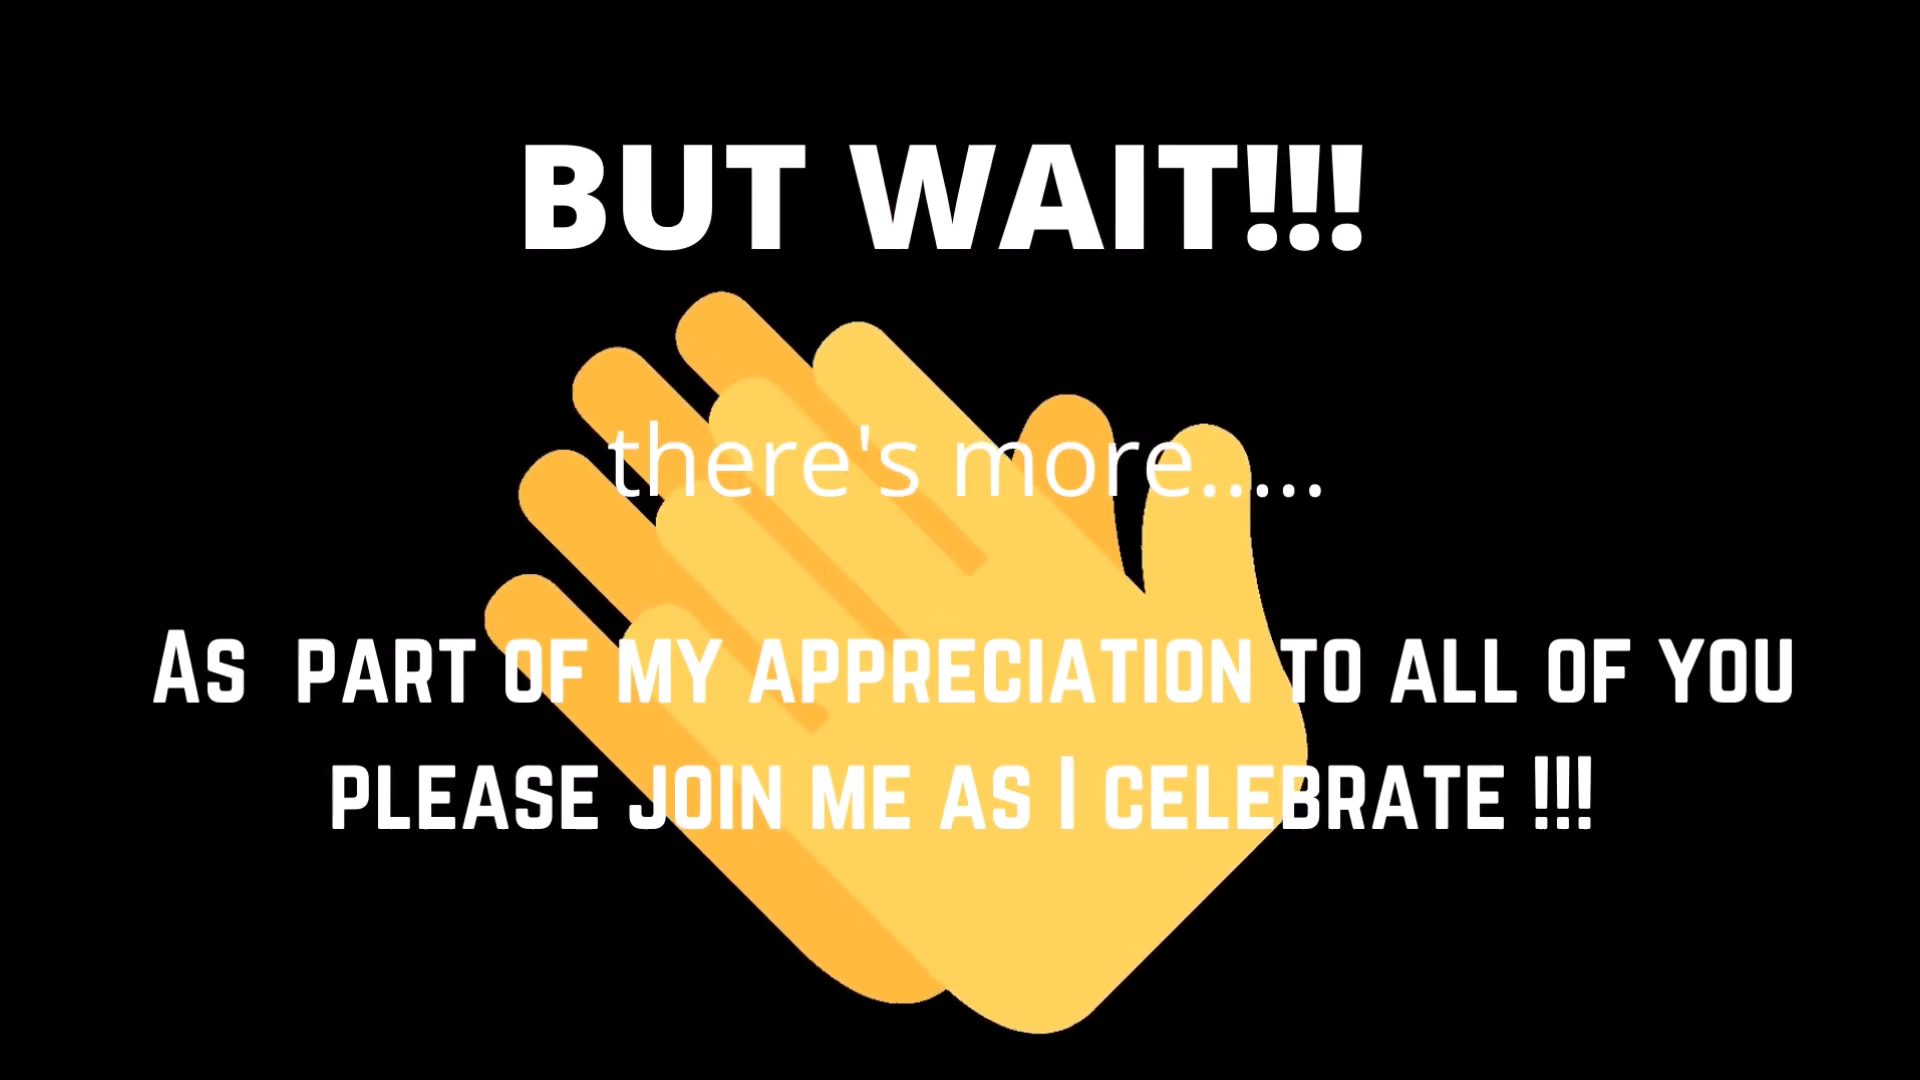 BUT WAIT!!!
there's more.....
As part of my appreciation to all of you
please join me as I celebrate !!!